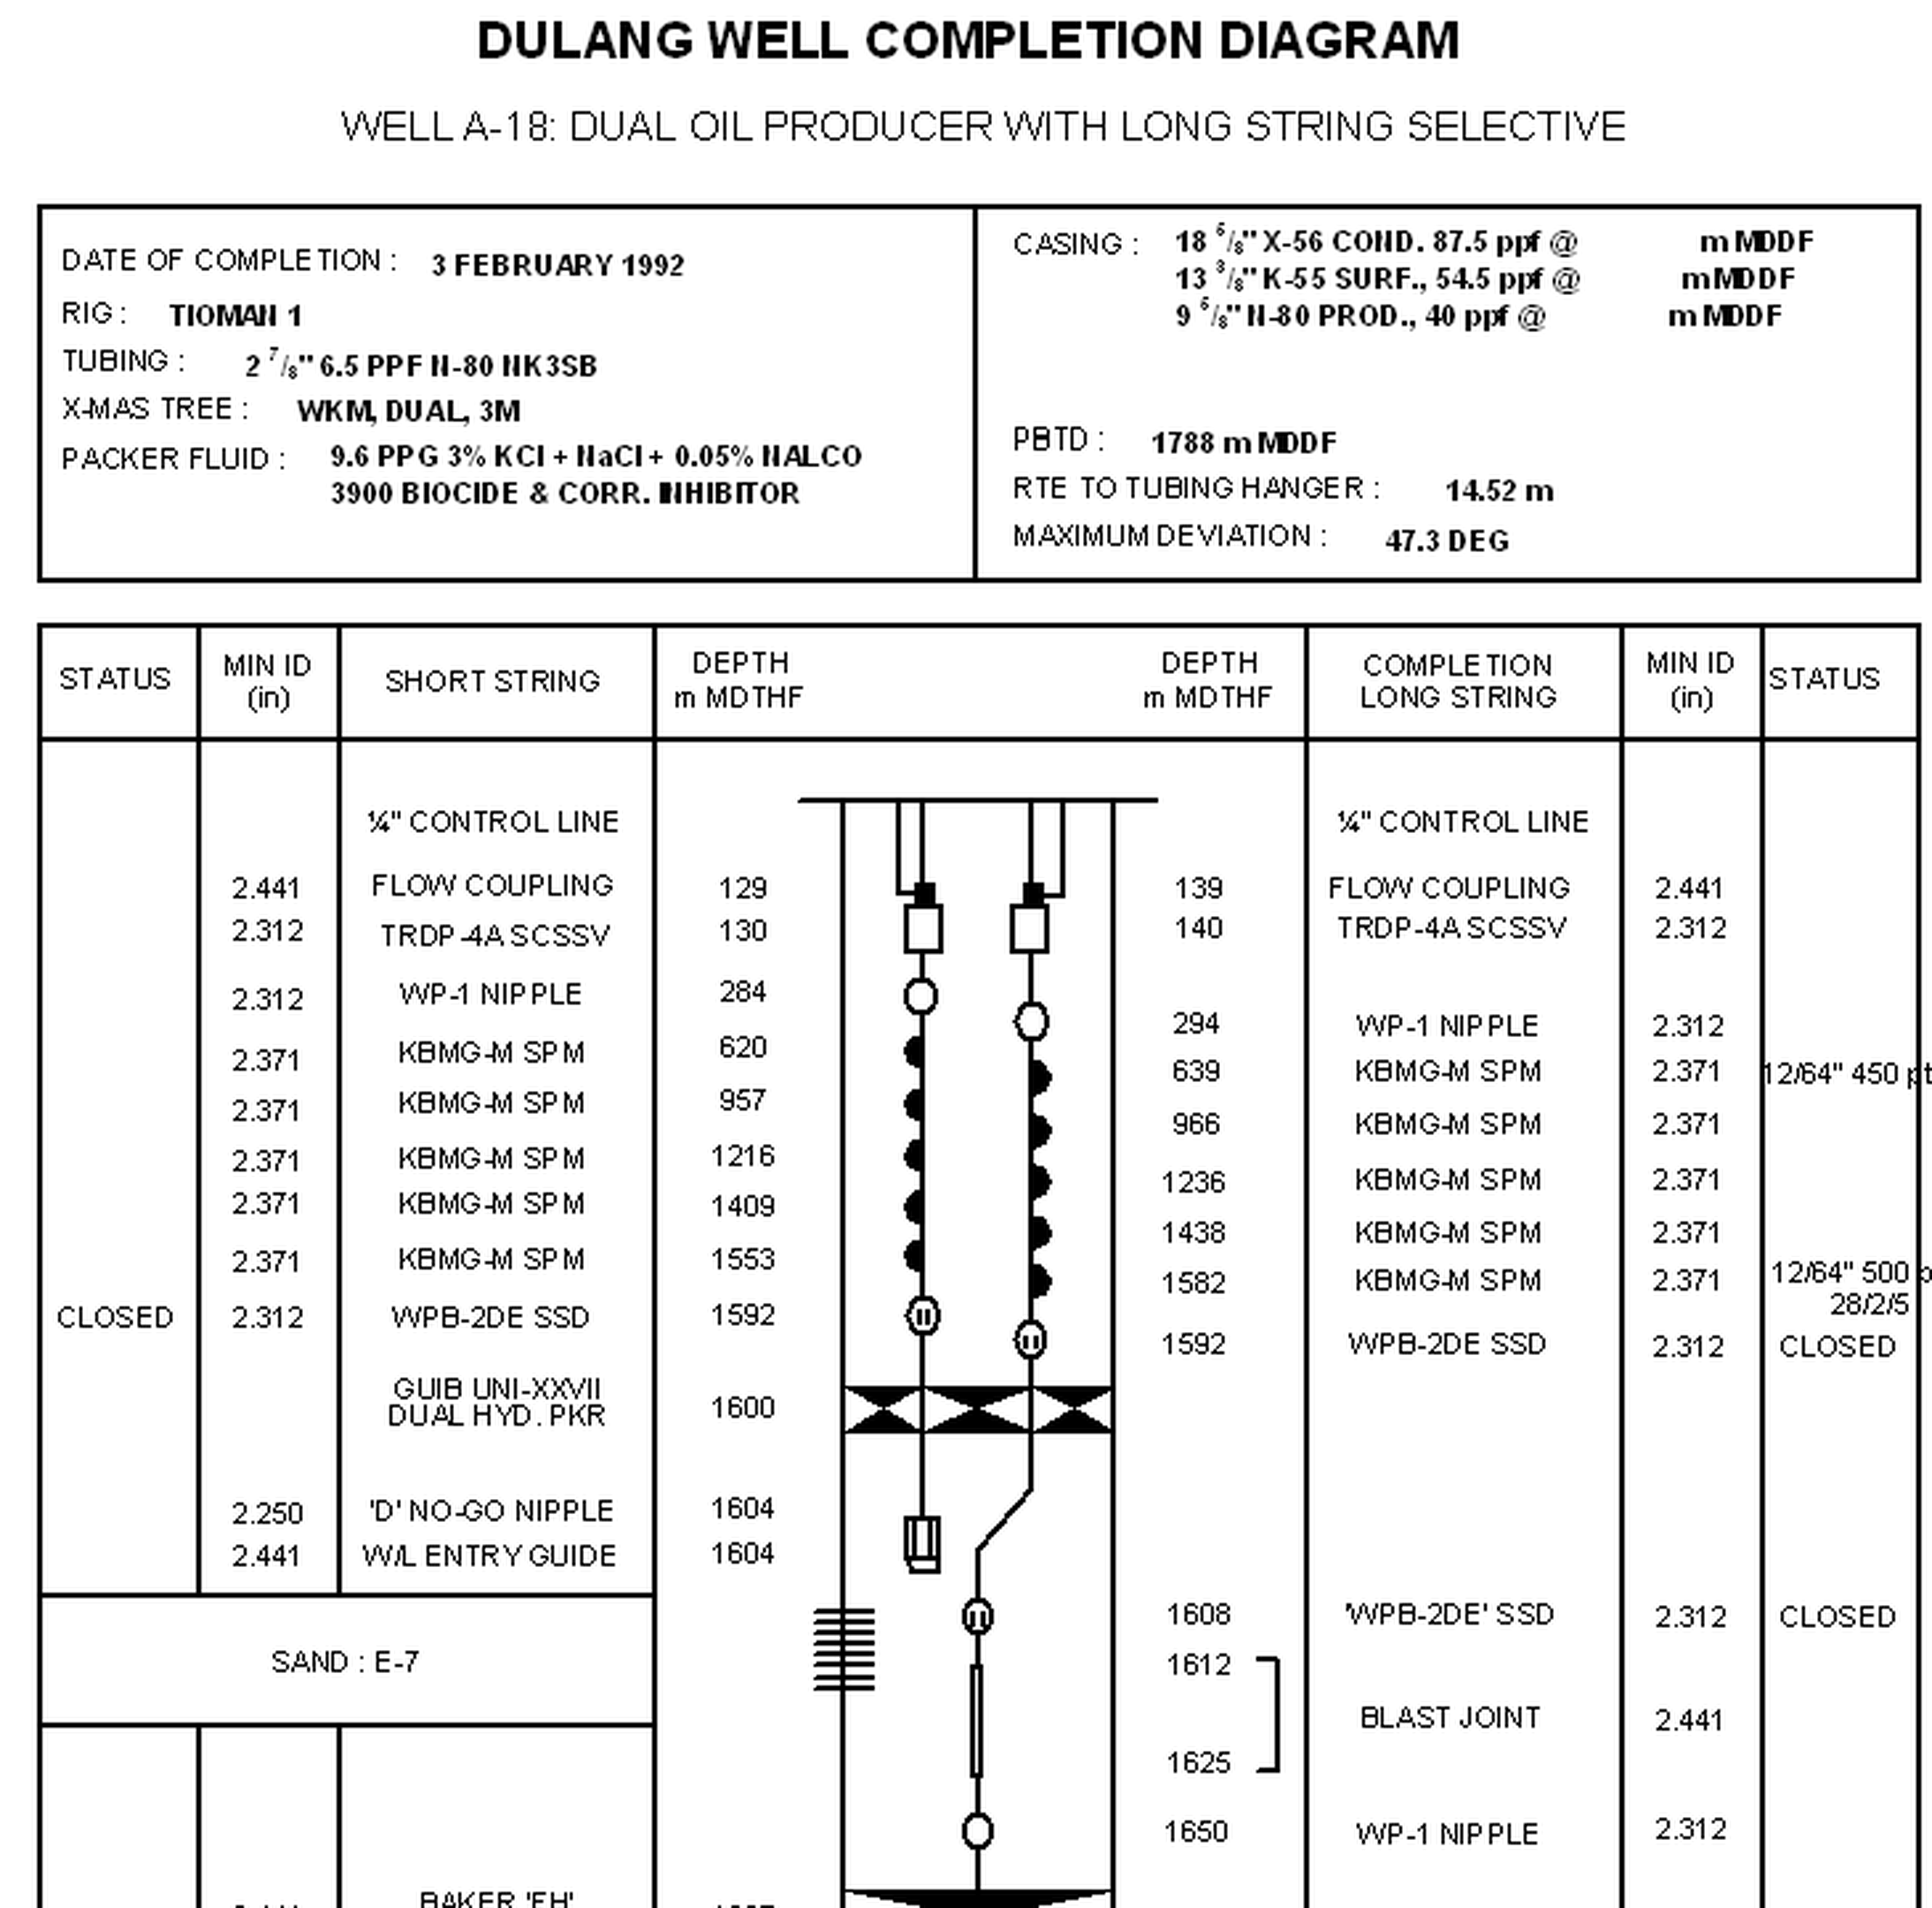 DULANG WELL COMPLETION DIAGRAM
WELL A-18: DUAL OIL PRODUCER WITH LONG STRING SELECTIVE
DATE OF COMPLETION : 3 FEBRUARY 1992
RIG : TIOMAN 1
TUBING : 2 7/8" 6.5 PPF N-80 NK3SB
X-MAS TREE : WKM, DUAL, 3M
PACKER FLUID : 9.6 PPG 3% KCl + NaCl + 0.05% NALCO
3900 BIOCIDE & CORR. INHIBITOR
CASING : 18 5/8" X-56 COND. 87.5 ppf @ m MDDF
13 3/8" K-55 SURF., 54.5 ppf @ m MDDF
9 5/8" N-80 PROD., 40 ppf @ m MDDF
PBTD : 1788 m MDDF
RTE TO TUBING HANGER : 14.52 m
MAXIMUM DEVIATION : 47.3 DEG
STATUS MIN ID (in) SHORT STRING DEPTH m MDTHF DEPTH m MDTHF COMPLETION LONG STRING MIN ID (in) STATUS
¼" CONTROL LINE ¼" CONTROL LINE
2.441 FLOW COUPLING 129 139 FLOW COUPLING 2.441
2.312 TRDP-4A SCSSV 130 140 TRDP-4A SCSSV 2.312
2.312 WP-1 NIPPLE 284
294 WP-1 NIPPLE 2.312
2.371 KBMG-M SPM 620
639 KBMG-M SPM 2.371 12/64" 450
2.371 KBMG-M SPM 957
966 KBMG-M SPM 2.371
2.371 KBMG-M SPM 1216
1236 KBMG-M SPM 2.371
2.371 KBMG-M SPM 1409
1438 KBMG-M SPM 2.371
2.371 KBMG-M SPM 1553
1582 KBMG-M SPM 2.371 12/64" 500
28/2/5
CLOSED 2.312 WPB-2DE SSD 1592
1592 WPB-2DE SSD 2.312 CLOSED
GUIB UNI-XXVII
DUAL HYD. PKR 1600
2.250 'D' NO-GO NIPPLE 1604
2.441 W/L ENTRY GUIDE 1604
1608 'WPB-2DE' SSD 2.312 CLOSED
SAND : E-7
1612
BLAST JOINT 2.441
1625
1650 WP-1 NIPPLE 2.312
BAKER 'FH'